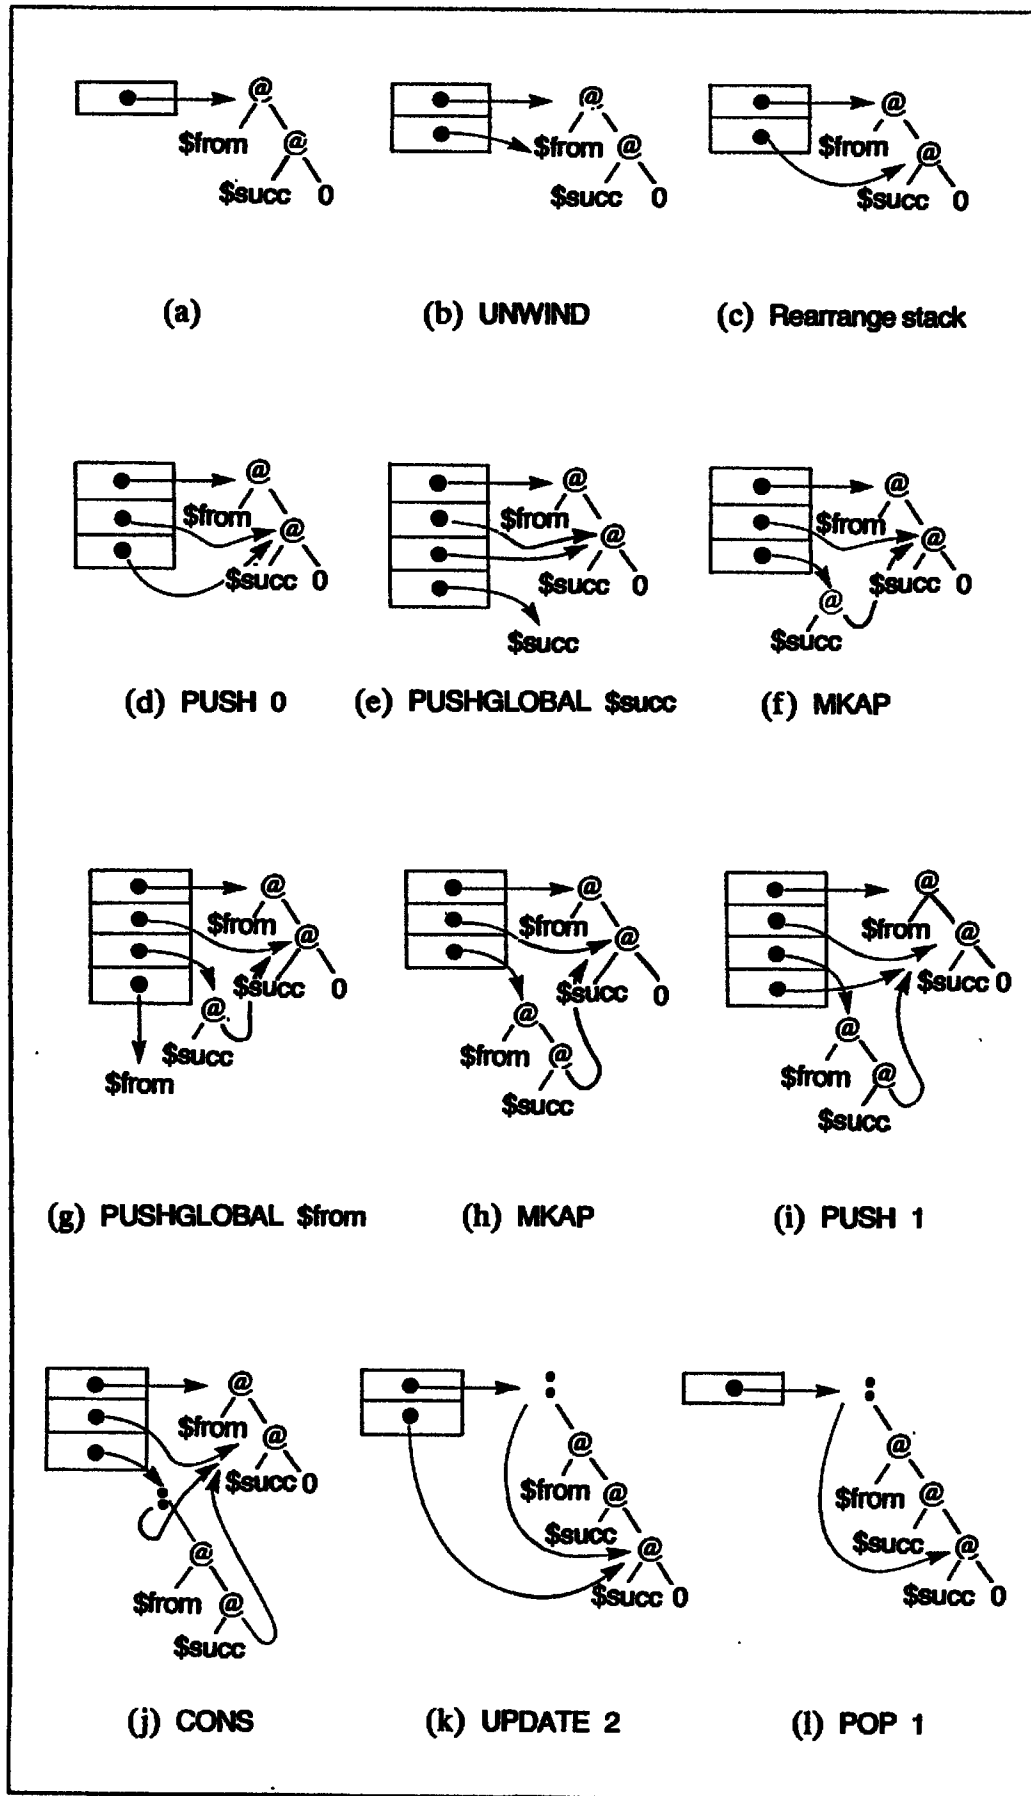 @
$from @
$succ 0
@
$from @
$succ 0
@
$from @
$succ 0
(a)
(b) UNWIND
(c) Rearrange stack
@
$from @
$succ 0
@
$from @
$succ 0
$succ
@
$from @
$succ 0
@
$succ
(d) PUSH 0
(e) PUSHGLOBAL $succ
(f) MKAP
@
$from @
$succ 0
@
$succ
$from
@
$from @
$succ 0
@
$from @
$succ
@
$from @
$succ 0
@
$from @
$succ
(g) PUSHGLOBAL $from
(h) MKAP
(i) PUSH 1
@
$from @
$succ 0
:
@
$from @
$succ
:
@
$from @
$succ @
$succ 0
:
@
$from @
$succ @
$succ 0
(j) CONS
(k) UPDATE 2
(l) POP 1